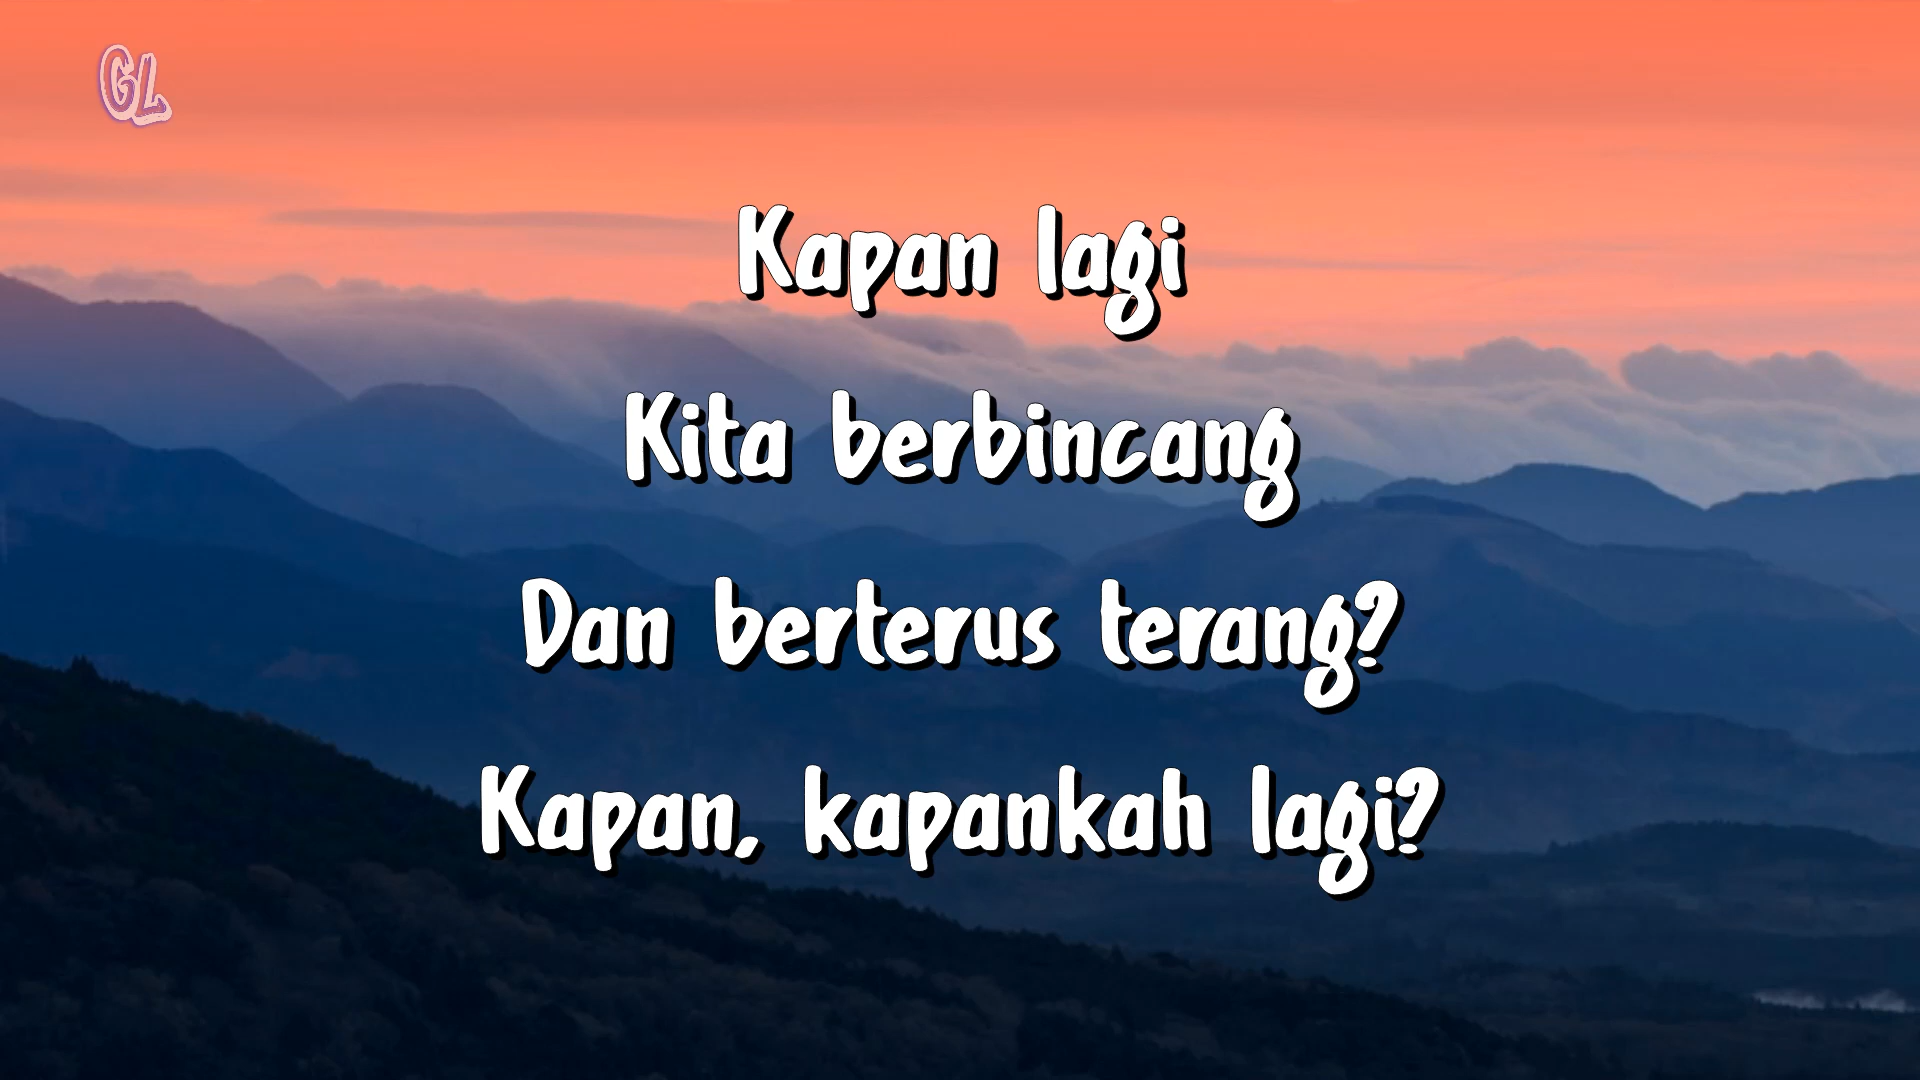 GL
Kapan lagi
Kita berbincang
Dan berterus terang?
Kapan, kapankah lagi?